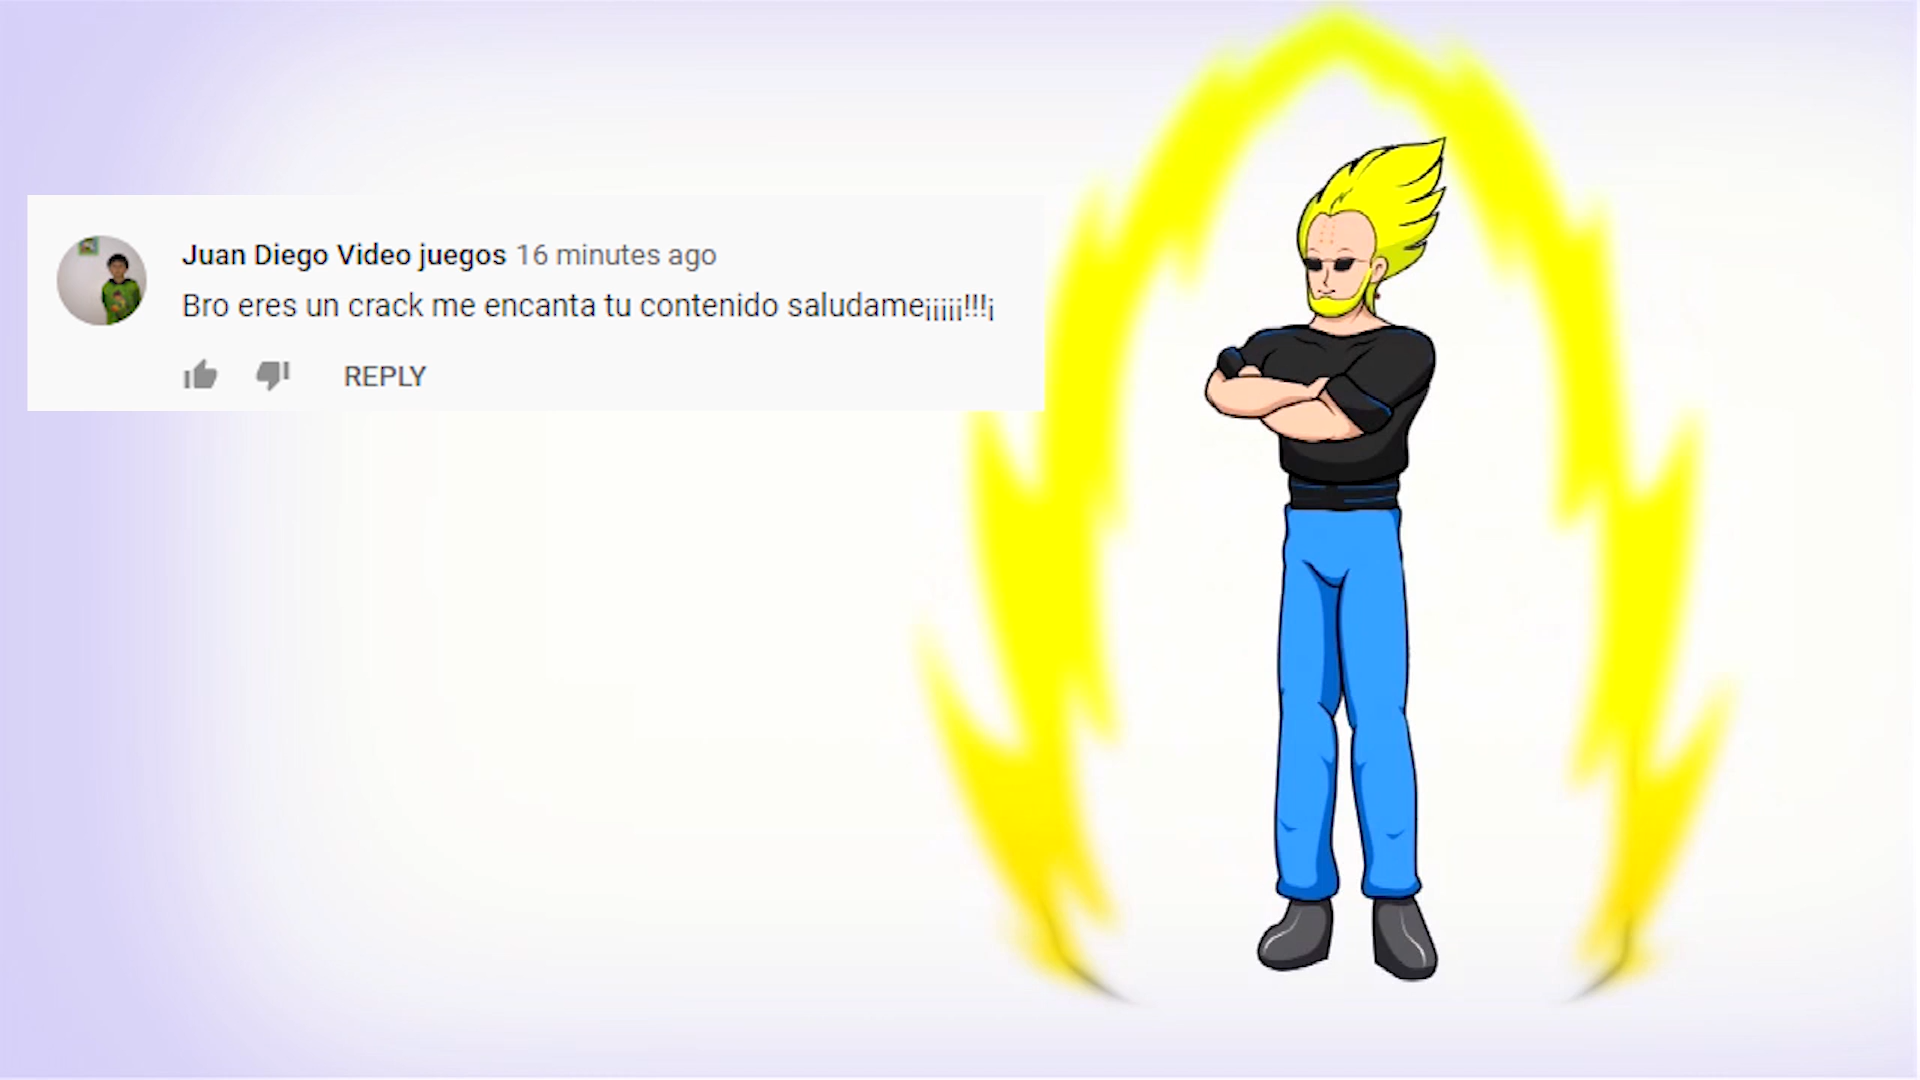 Juan Diego Video juegos 16 minutes ago
Bro eres un crack me encanta tu contenido saludame¡¡¡¡¡!!!¡
REPLY